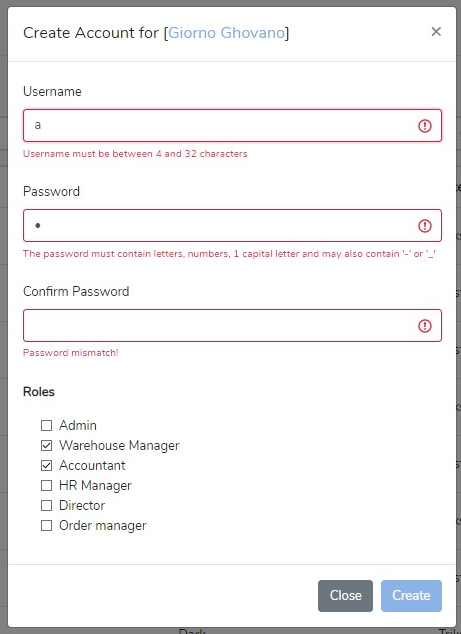 Create Account for [Giorno Ghovano]
×
Username
a
Username must be between 4 and 32 characters
Password
•
The password must contain letters, numbers, 1 capital letter and may also contain '-' or '_'
Confirm Password
Password mismatch!
Roles
Admin
Warehouse Manager
Accountant
HR Manager
Director
Order manager
Close Create